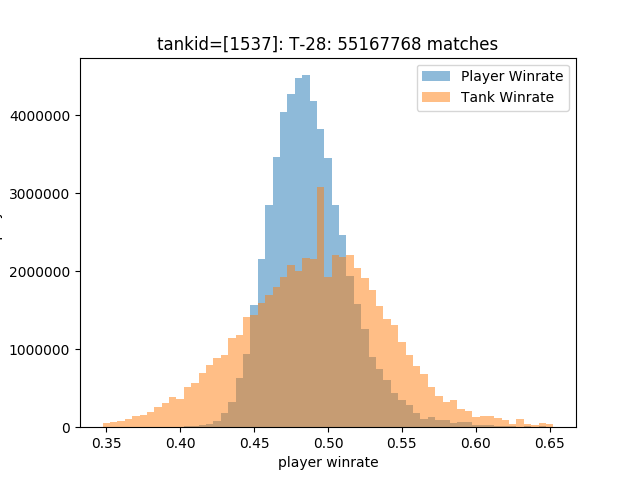 tankid=[1537]: T-28: 55167768 matches
Player Winrate
Tank Winrate
4000000
3000000
2000000
1000000
0
0.35 0.40 0.45 0.50 0.55 0.60 0.65
player winrate